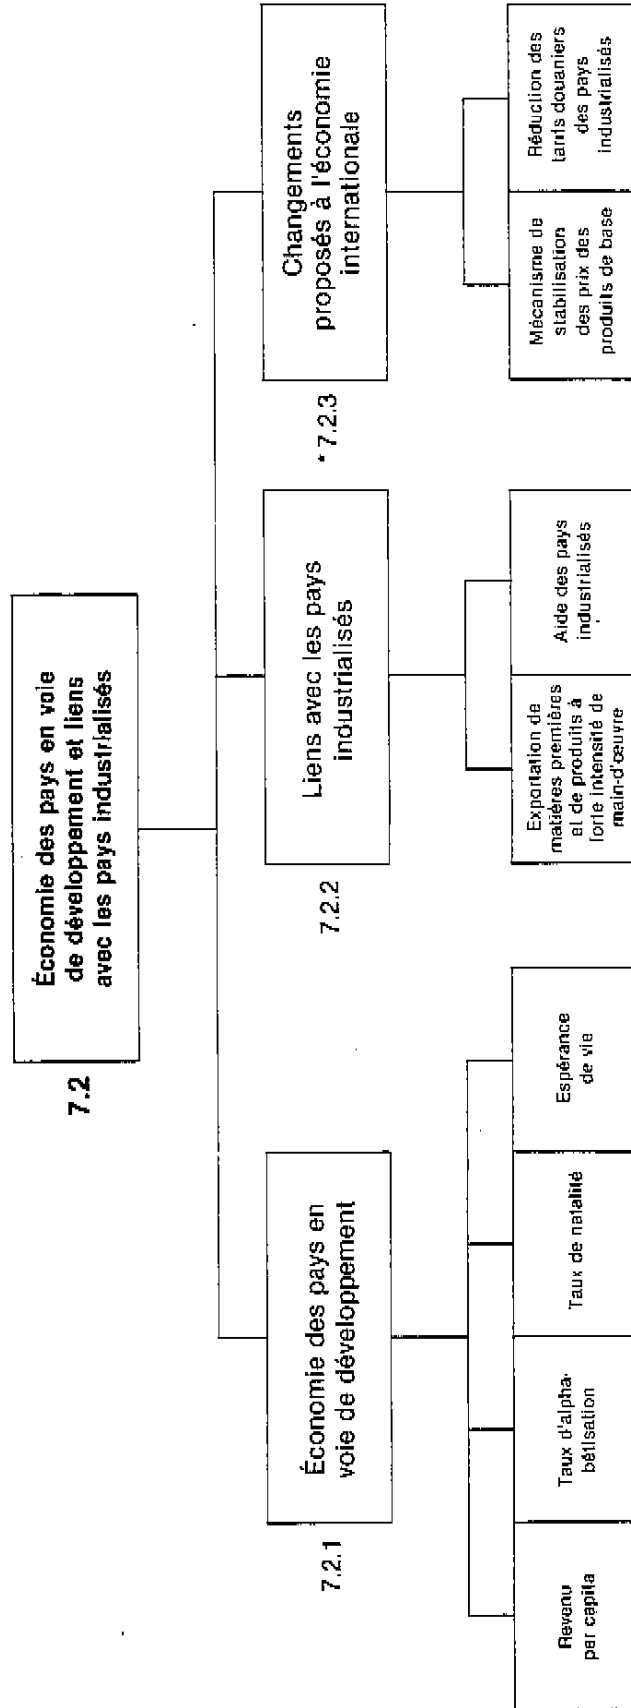 7.2
Économie des pays en voie
de développement et liens
avec les pays industrialisés
7.2.1
Économie des pays en
voie de développement
Revenu
per capita
Taux d'alpha-
bétisation
Taux de natalité
Espérance
de vie
7.2.2
Liens avec les pays
industrialisés
Exportation de
matières premières
et de produits à
forte intensité de
main-d'œuvre
Aide des pays
industrialisés
* 7.2.3
Changements
proposés à l'économie
internationale
Mécanisme de
stabilisation
des prix des
produits de base
Réduction des
tarifs douaniers
des pays
industrialisés